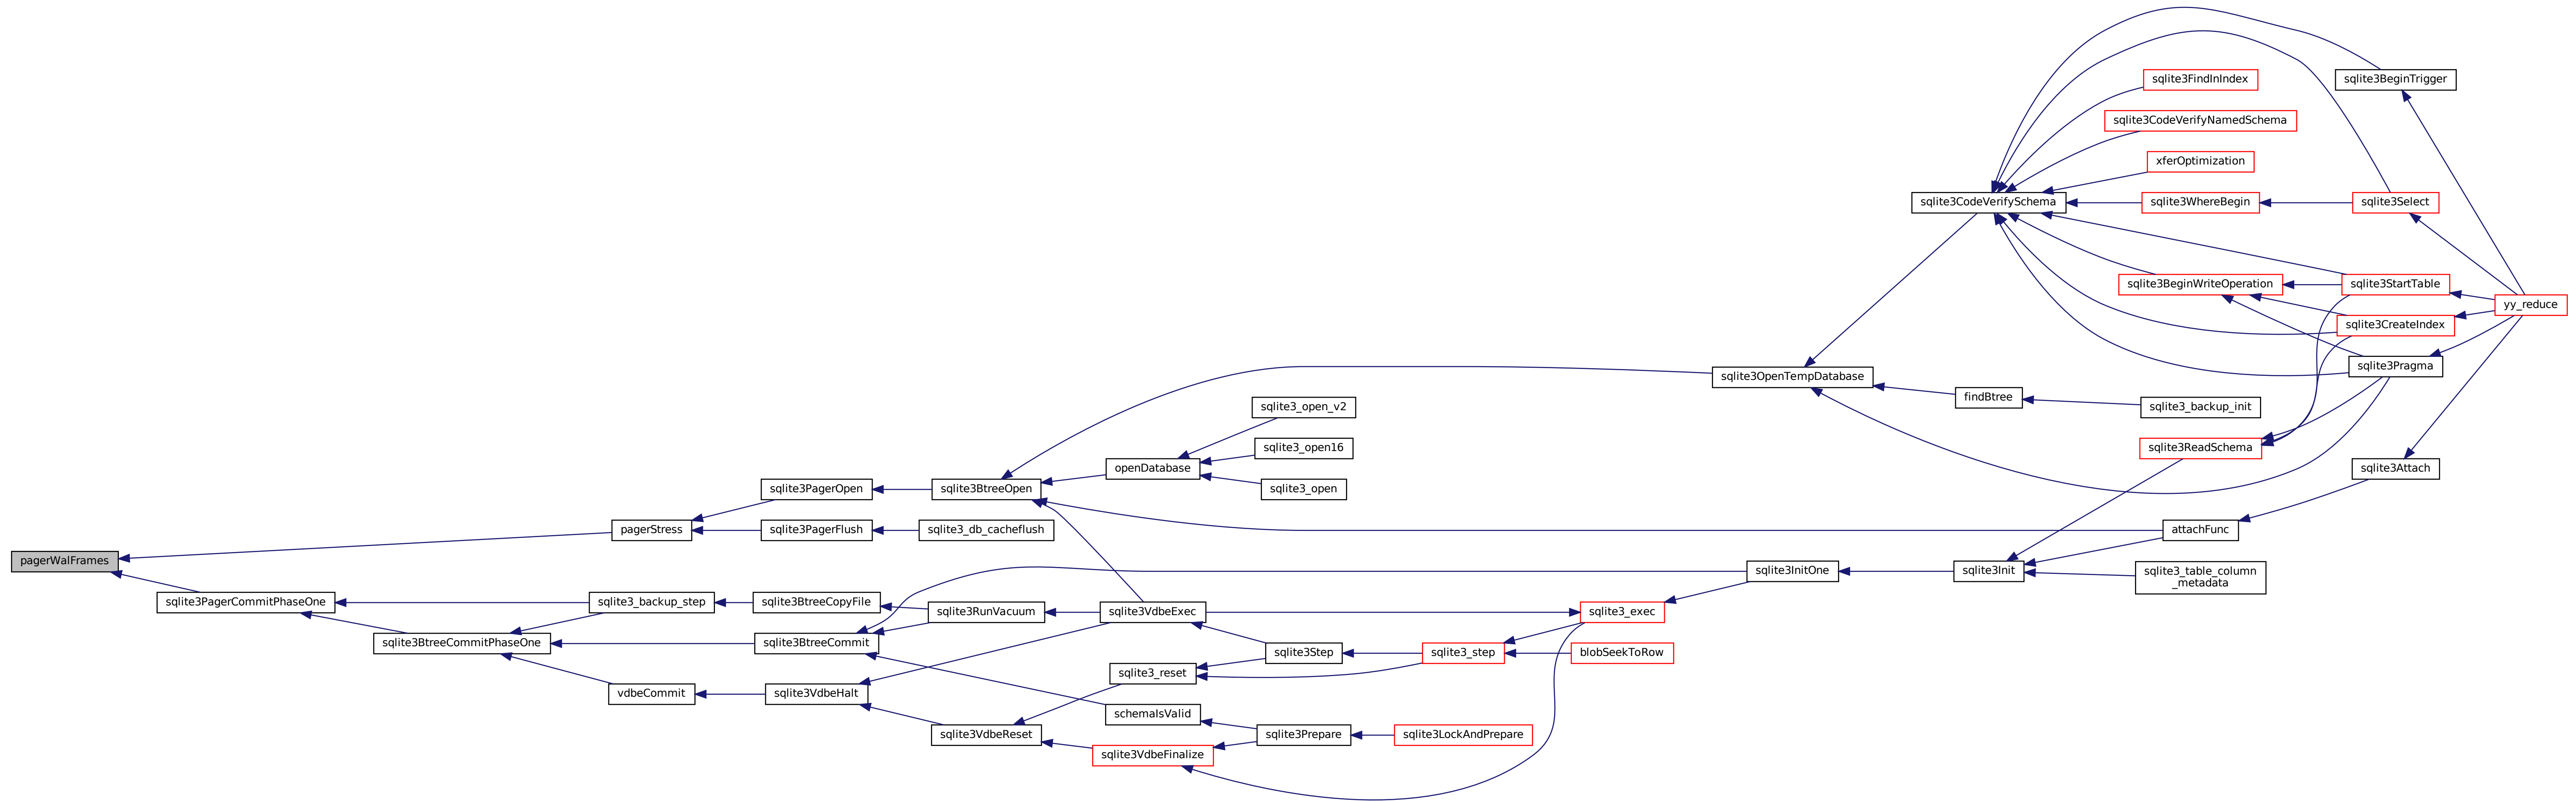 sqlite3BeginTrigger
sqlite3FindInIndex
sqlite3CodeVerifyNamedSchema
xferOptimization
sqlite3CodeVerifySchema
sqlite3WhereBegin
sqlite3Select
sqlite3BeginWriteOperation
sqlite3StartTable
yy_reduce
sqlite3CreateIndex
sqlite3Pragma
sqlite3OpenTempDatabase
findBtree
sqlite3_backup_init
sqlite3_open_v2
sqlite3_open16
sqlite3ReadSchema
openDatabase
sqlite3Attach
sqlite3PagerOpen
sqlite3BtreeOpen
sqlite3_open
pagerStress
sqlite3PagerFlush
sqlite3_db_cacheflush
attachFunc
pagerWalFrames
sqlite3InitOne
sqlite3Init
sqlite3_table_column
_metadata
sqlite3PagerCommitPhaseOne
sqlite3_backup_step
sqlite3BtreeCopyFile
sqlite3RunVacuum
sqlite3VdbeExec
sqlite3_exec
sqlite3BtreeCommitPhaseOne
sqlite3BtreeCommit
sqlite3Step
sqlite3_step
blobSeekToRow
sqlite3_reset
vdbeCommit
sqlite3VdbeHalt
schemaIsValid
sqlite3VdbeReset
sqlite3Prepare
sqlite3LockAndPrepare
sqlite3VdbeFinalize